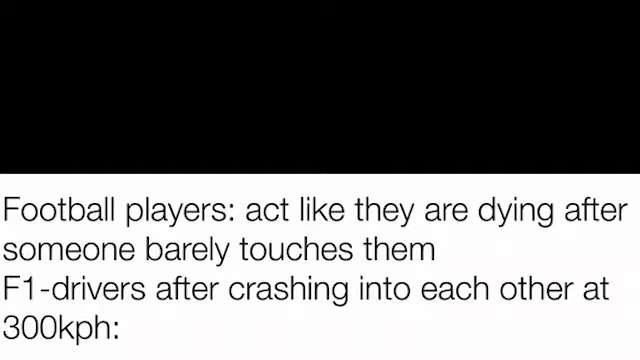 Football players: act like they are dying after
someone barely touches them
F1-drivers after crashing into each other at
300kph: